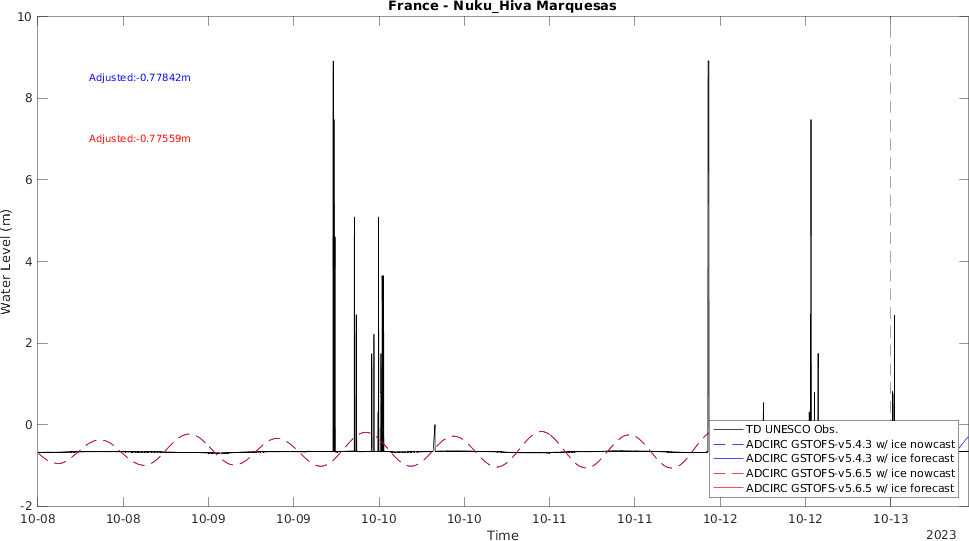 France - Nuku_Hiva Marquesas
10
8
6
4
2
0
-2
Water Level (m)
Adjusted:-0.77842m
Adjusted:-0.77559m
TD UNESCO Obs.
ADCIRC GSTOFS-v5.4.3 w/ ice nowcast
ADCIRC GSTOFS-v5.4.3 w/ ice forecast
ADCIRC GSTOFS-v5.6.5 w/ ice nowcast
ADCIRC GSTOFS-v5.6.5 w/ ice forecast
10-08 10-08 10-09 10-09 10-10 10-10 10-11 10-11 10-12 10-12 10-13
Time
2023